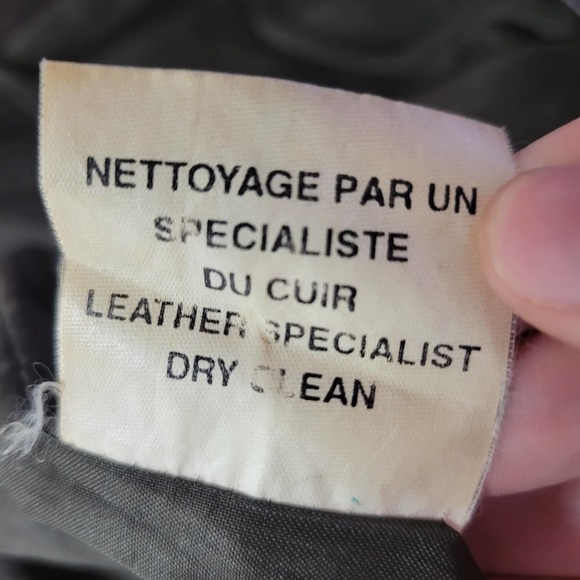 NETTOYAGE PAR UN
SPECIALISTE
DU CUIR
LEATHER SPECIALIST
DRY CLEAN